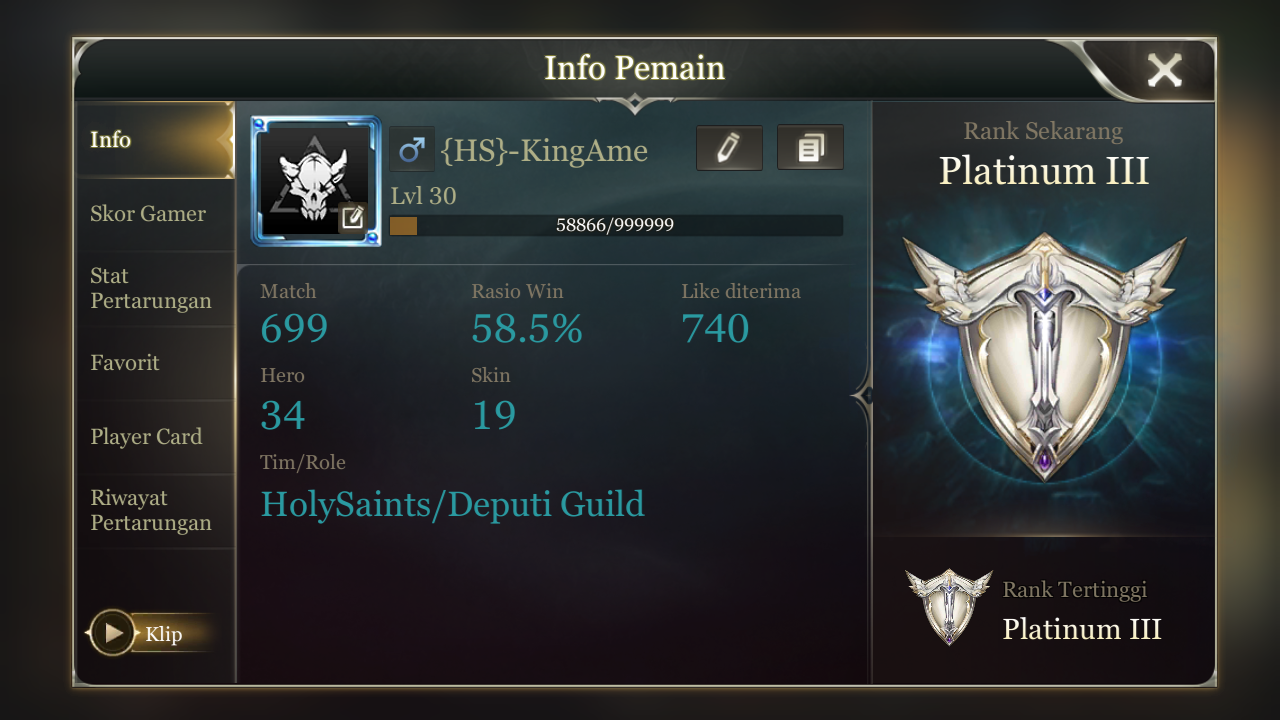 Info Pemain
Info
Skor Gamer
Stat
Pertarungan
Favorit
Player Card
Riwayat
Pertarungan
Klip
{HS}-KingAme
Lvl 30
58866/999999
Match
Rasio Win
Like diterima
699
58.5%
740
Hero
Skin
34
19
Tim/Role
HolySaints/Deputi Guild
Rank Sekarang
Platinum III
Rank Tertinggi
Platinum III